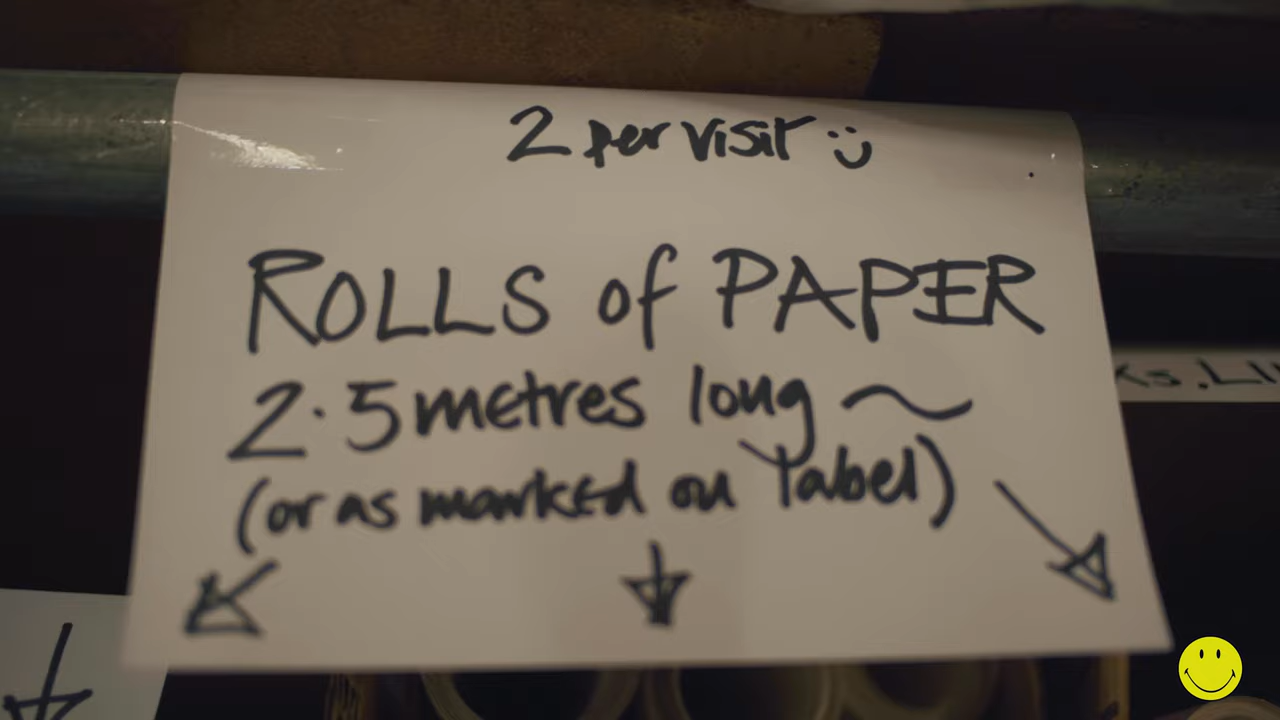 2 per visit
ROLLS of PAPER
2.5 metres long ~
(or as marked on label)